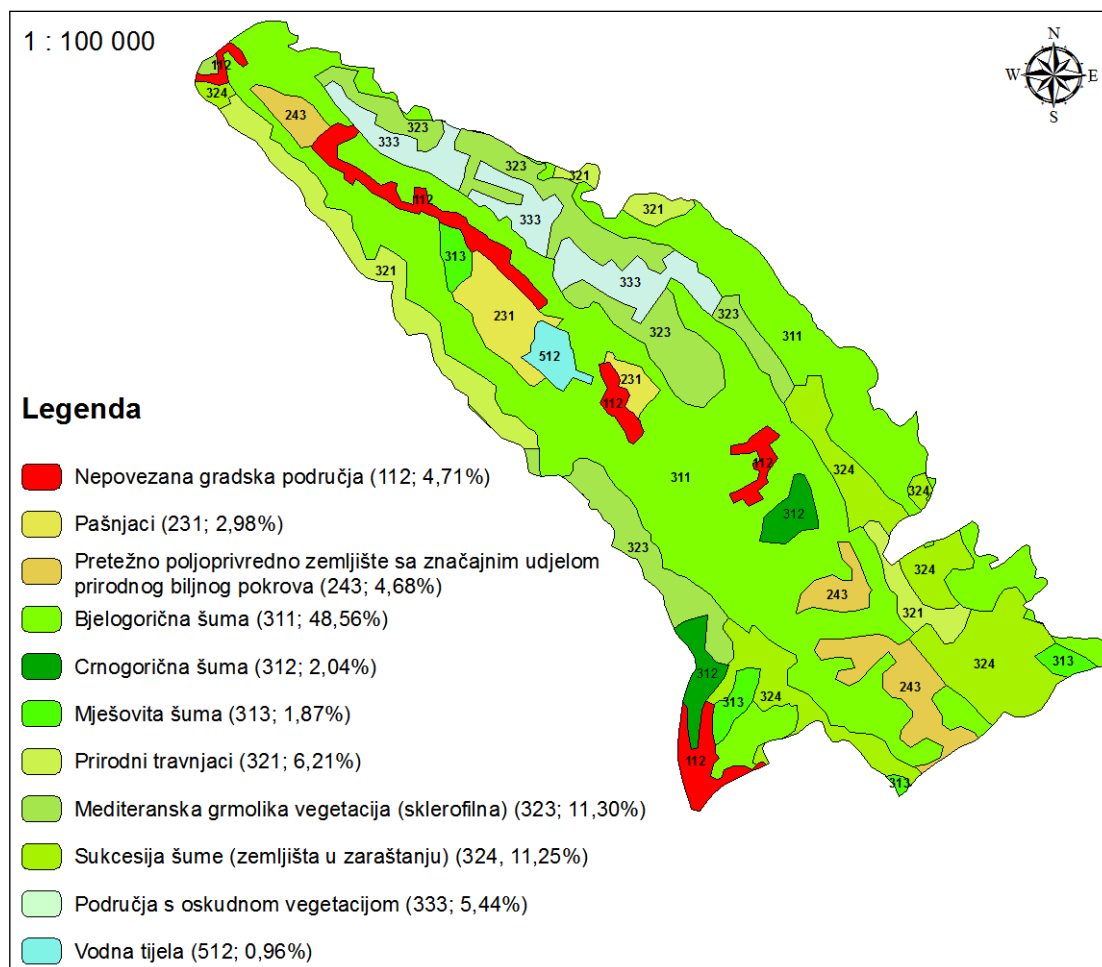 1 : 100 000
N
W E
S
112
324
243
323
333
323
321
112
321
333
313
321
333
231
323
323
311
512
231
112
112
324
311
312
324
323
324
243
321
324
313
312
243
313
324
112
313
Legenda
Nepovezana gradska područja (112; 4,71%)
Pašnjaci (231; 2,98%)
Pretežno poljoprivredno zemljište sa značajnim udjelom
prirodnog biljnog pokrova (243; 4,68%)
Bjelogorična šuma (311; 48,56%)
Crnogorična šuma (312; 2,04%)
Mješovita šuma (313; 1,87%)
Prirodni travnjaci (321; 6,21%)
Mediteranska grmolika vegetacija (sklerofilna) (323; 11,30%)
Sukcesija šume (zemljišta u zaraštanju) (324, 11,25%)
Područja s oskudnom vegetacijom (333; 5,44%)
Vodna tijela (512; 0,96%)